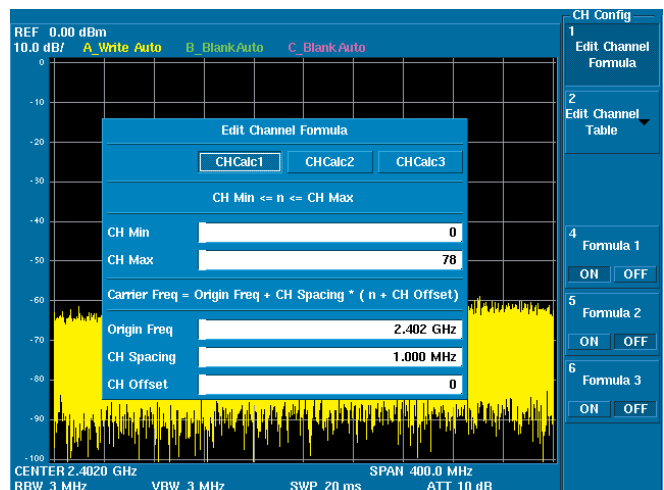 CH Config
REF 0.00 dBm
10.0 dB/ A_Write Auto B_BlankAuto C_BlankAuto
1
Edit Channel
Formula
2
Edit Channel
Table
4
Formula 1
ON OFF
5
Formula 2
ON OFF
6
Formula 3
ON OFF
0
-10
-20
-30
-40
-50
-60
-70
-80
-90
-100
Edit Channel Formula
CHCalc1 CHCalc2 CHCalc3
CH Min <= n <= CH Max
CH Min 0
CH Max 78
Carrier Freq = Origin Freq + CH Spacing * ( n + CH Offset)
Origin Freq 2.402 GHz
CH Spacing 1.000 MHz
CH Offset 0
CENTER 2.4020 GHz SPAN 400.0 MHz
RBW 3 MHz VBW 3 MHz SWP 20 ms ATT 10 dB